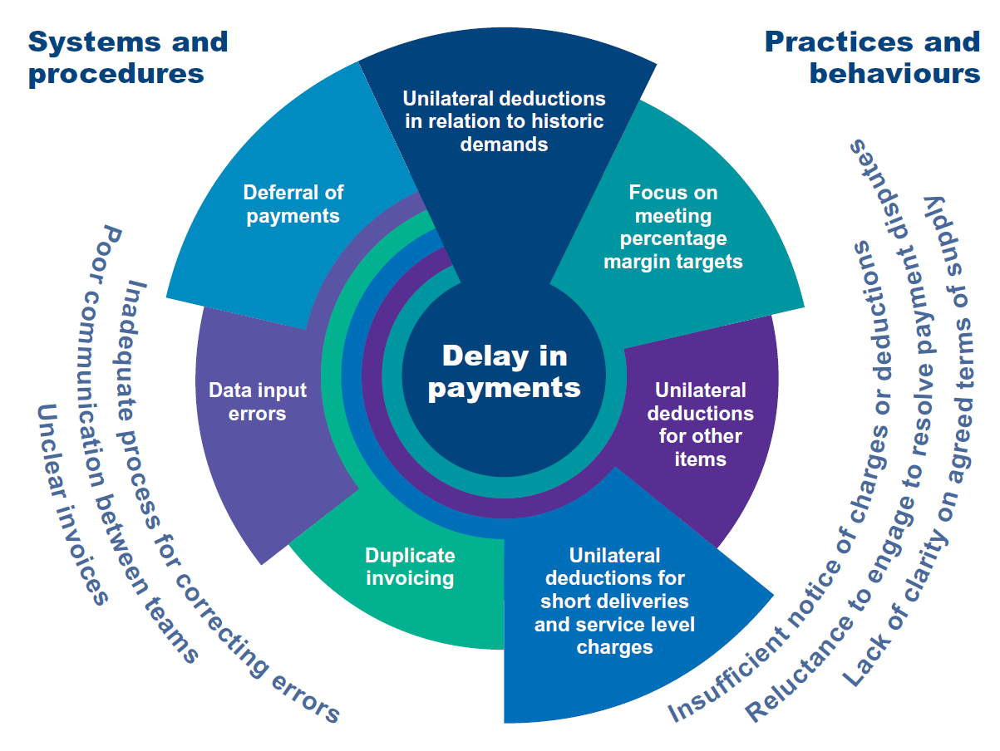 Systems and
procedures
Practices and
behaviours
Unilateral deductions
in relation to historic
demands
Focus on
meeting
percentage
margin targets
Unilateral
deductions
for other
items
Unilateral
deductions for
short deliveries
and service level
charges
Duplicate
invoicing
Data input
errors
Deferral of
payments
Delay in
payments
Unclear invoices
Poor communication between teams
Inadequate process for correcting errors
Insufficient notice of charges or deductions
Reluctance to engage to resolve payment disputes
Lack of clarity on agreed terms of supply